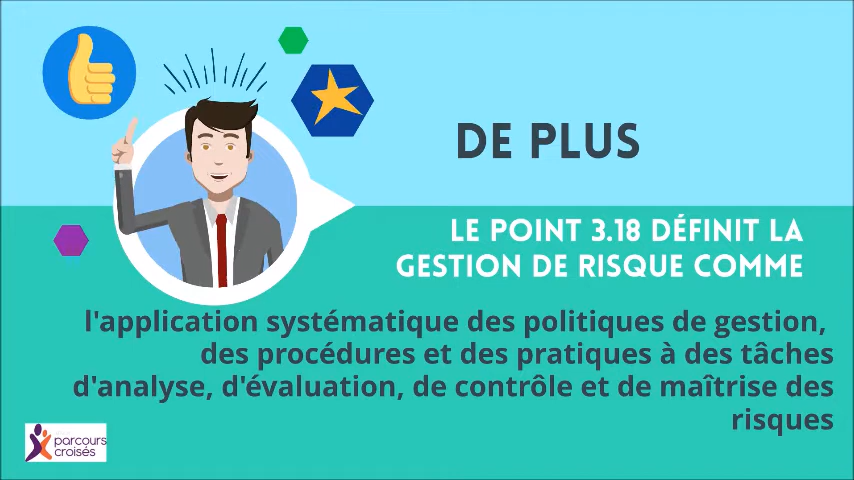 DE PLUS
LE POINT 3.18 DÉFINIT LA
GESTION DE RISQUE COMME
l'application systématique des politiques de gestion,
des procédures et des pratiques à des tâches
d'analyse, d'évaluation, de contrôle et de maîtrise des
risques
parcours
croisés